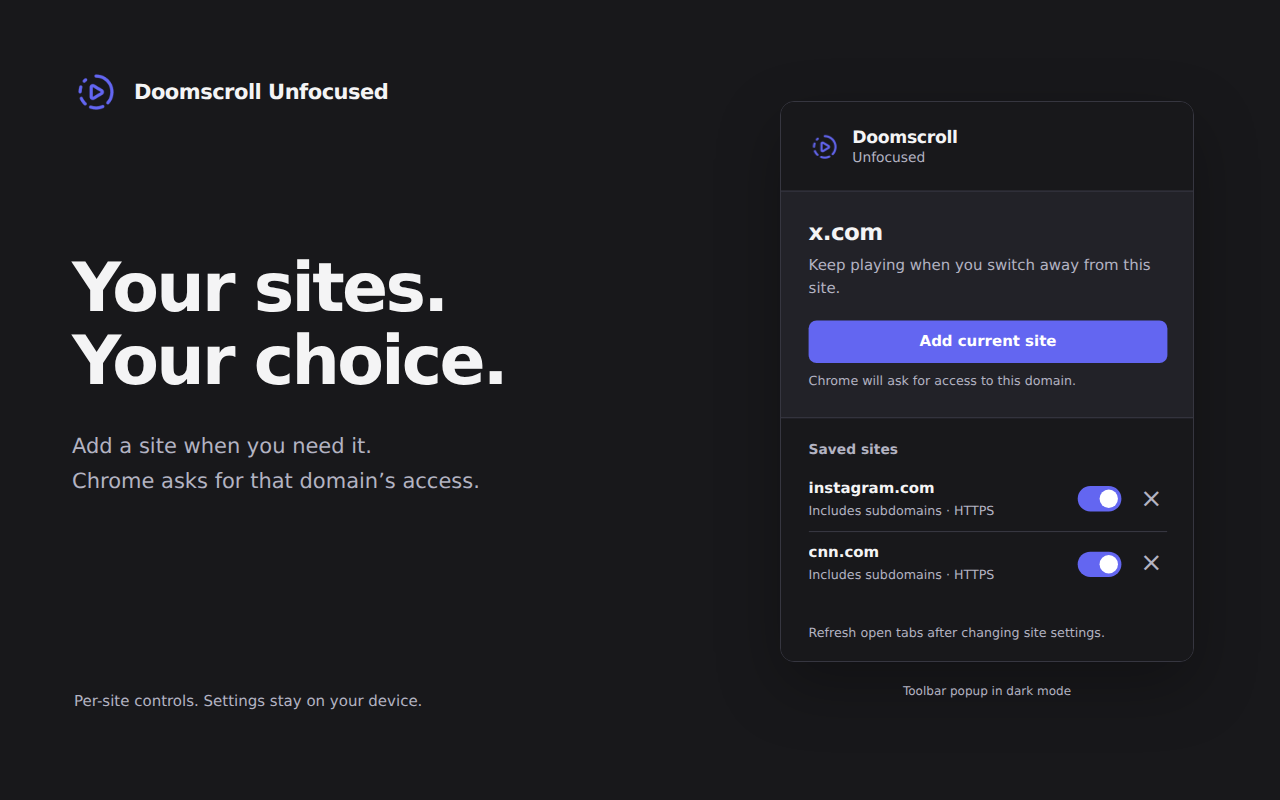 Doomscroll Unfocused
Your sites.
Your choice.
Add a site when you need it.
Chrome asks for that domain’s access.
Per-site controls. Settings stay on your device.
Doomscroll
Unfocused
x.com
Keep playing when you switch away from this
site.
Add current site
Chrome will ask for access to this domain.
Saved sites
instagram.com
Includes subdomains · HTTPS
cnn.com
Includes subdomains · HTTPS
Refresh open tabs after changing site settings.
Toolbar popup in dark mode